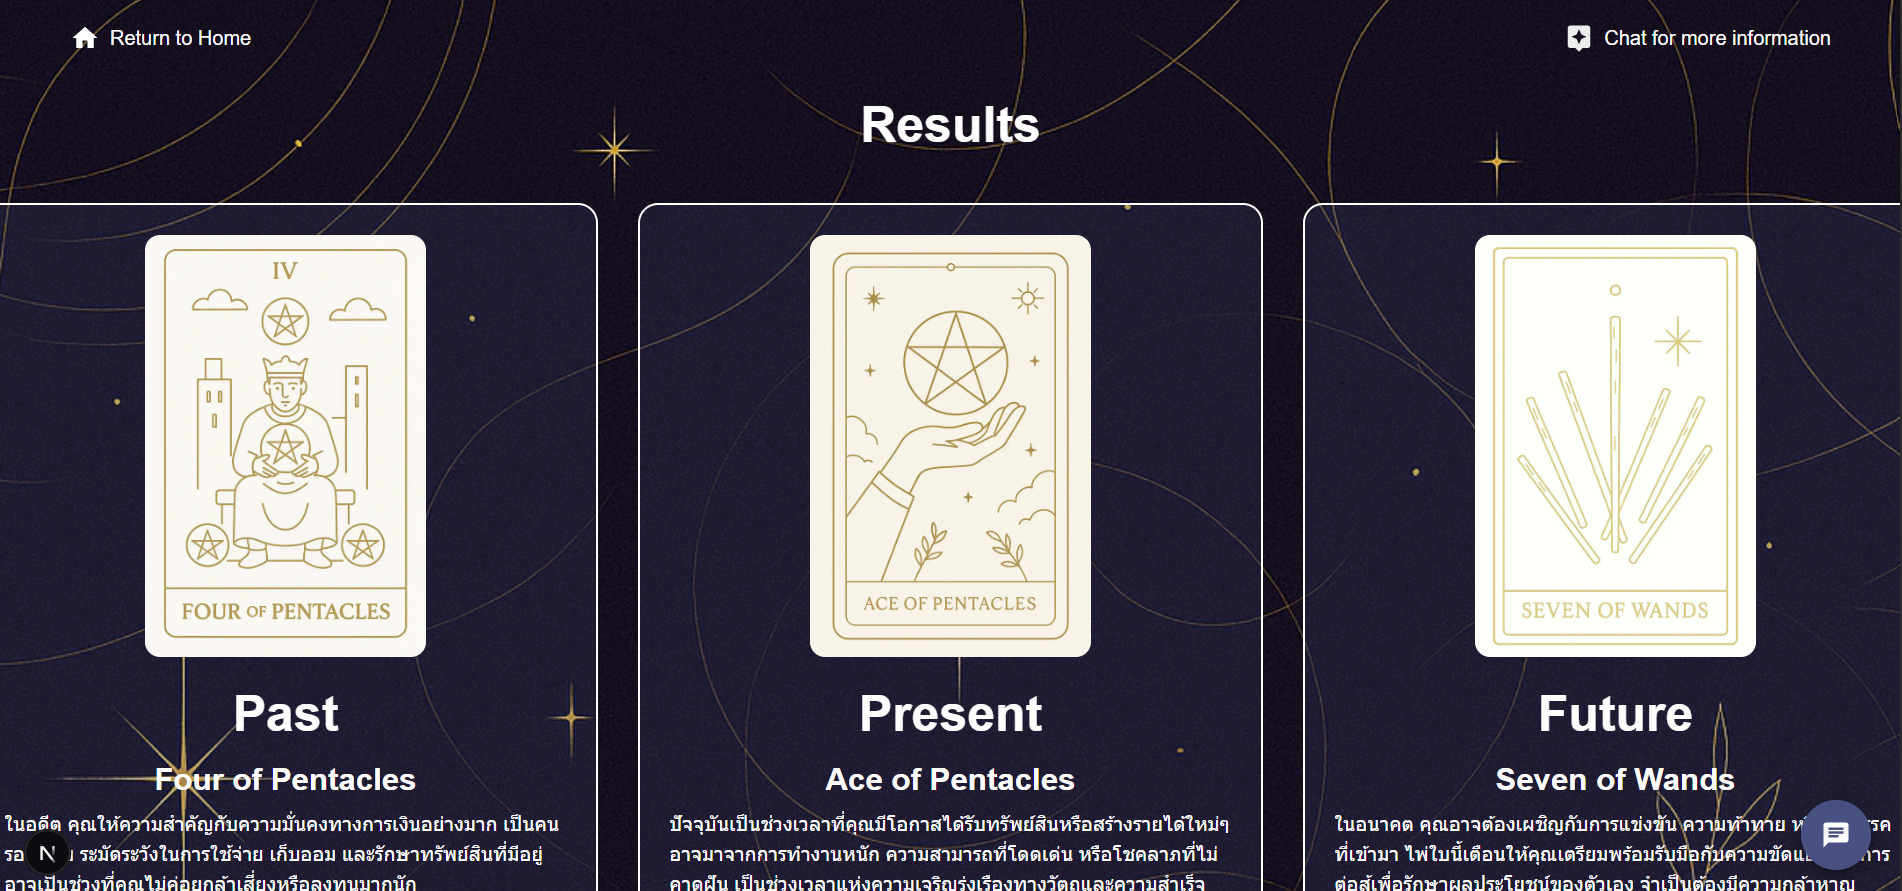 Return to Home
Chat for more information
Results
IV
FOUR OF PENTACLES
ACE OF PENTACLES
SEVEN OF WANDS
Past
Four of Pentacles
ในอดีต คุณให้ความสำคัญกับความมั่นคงทางการเงินอย่างมาก เป็นคน
ระมัดระวังในการใช้จ่าย เก็บออม และรักษาทรัพย์สินที่มีอยู่
อาจเป็นช่วงที่คุณไม่ค่อยกล้าเสี่ยงหรือลงทุนมากนัก
Present
Ace of Pentacles
ปัจจุบันเป็นช่วงเวลาที่คุณมีโอกาสได้รับทรัพย์สินหรือสร้างรายได้ใหม่ๆ
อาจมาจากการทำงานหนัก ความสามารถที่โดดเด่น หรือโชคลาภที่ไม่
คาดฝัน เป็นช่วงเวลาแห่งความเจริญรุ่งเรืองทางวัตถุและความสำเร็จ
Future
Seven of Wands
ในอนาคต คุณอาจต้องเผชิญกับการแข่งขัน ความท้าทาย
ที่เข้ามา ไพ่ใบนี้เตือนให้คุณเตรียมพร้อมรับมือกับความขัด
ต่อสู้เพื่อรักษาผลประโยชน์ของตัวเอง จำเป็นต้องมีความกล้าหาญ
N